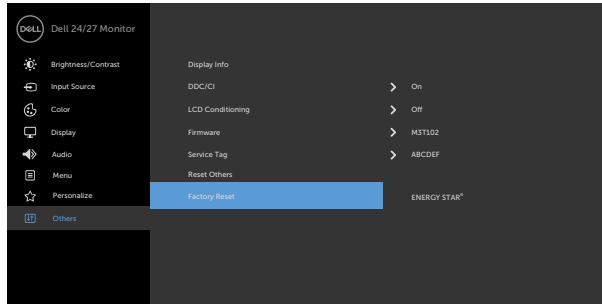 DELL Dell 24/27 Monitor
Brightness/Contrast Display Info
Input Source DDC/CI On
Color LCD Conditioning Off
Display Firmware M3T102
Audio Service Tag ABCDEF
Menu Reset Others
Personalize Factory Reset ENERGY STAR®
Others